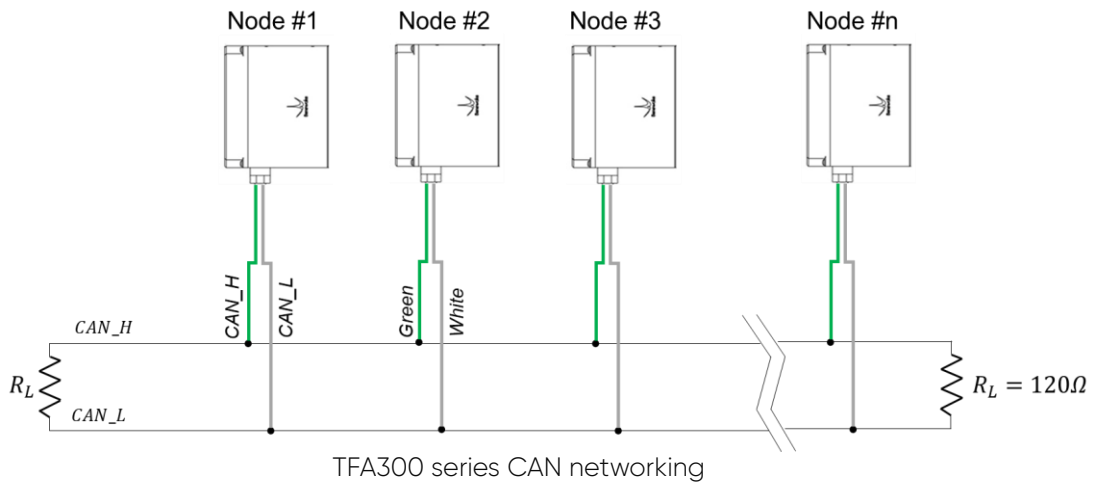 Node #1 Node #2 Node #3 Node #n
CAN_H
CAN_L
Green
White
CAN_H
R_L
CAN_L
R_L = 120Ω
TFA300 series CAN networking